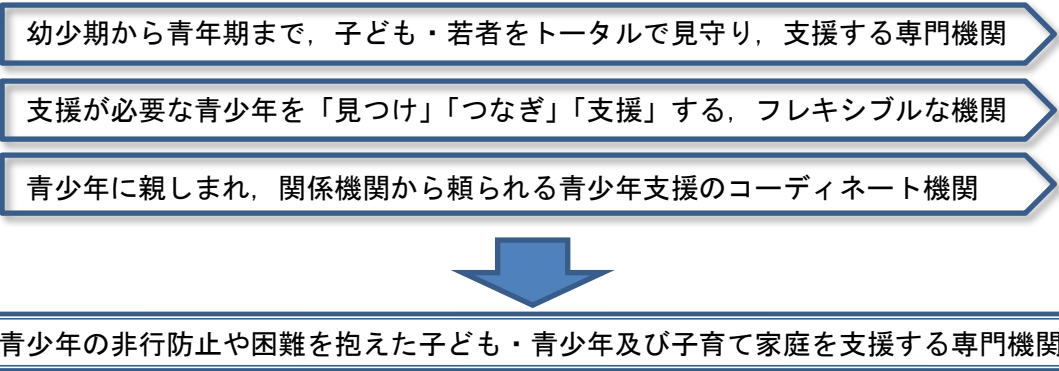 幼少期から青年期まで，子ども・若者をトータルで見守り，支援する専門機関
支援が必要な青少年を「見つけ」「つなぎ」「支援」する，フレキシブルな機関
青少年に親しまれ，関係機関から頼られる青少年支援のコーディネート機関
青少年の非行防止や困難を抱えた子ども・青少年及び子育て家庭を支援する専門機関